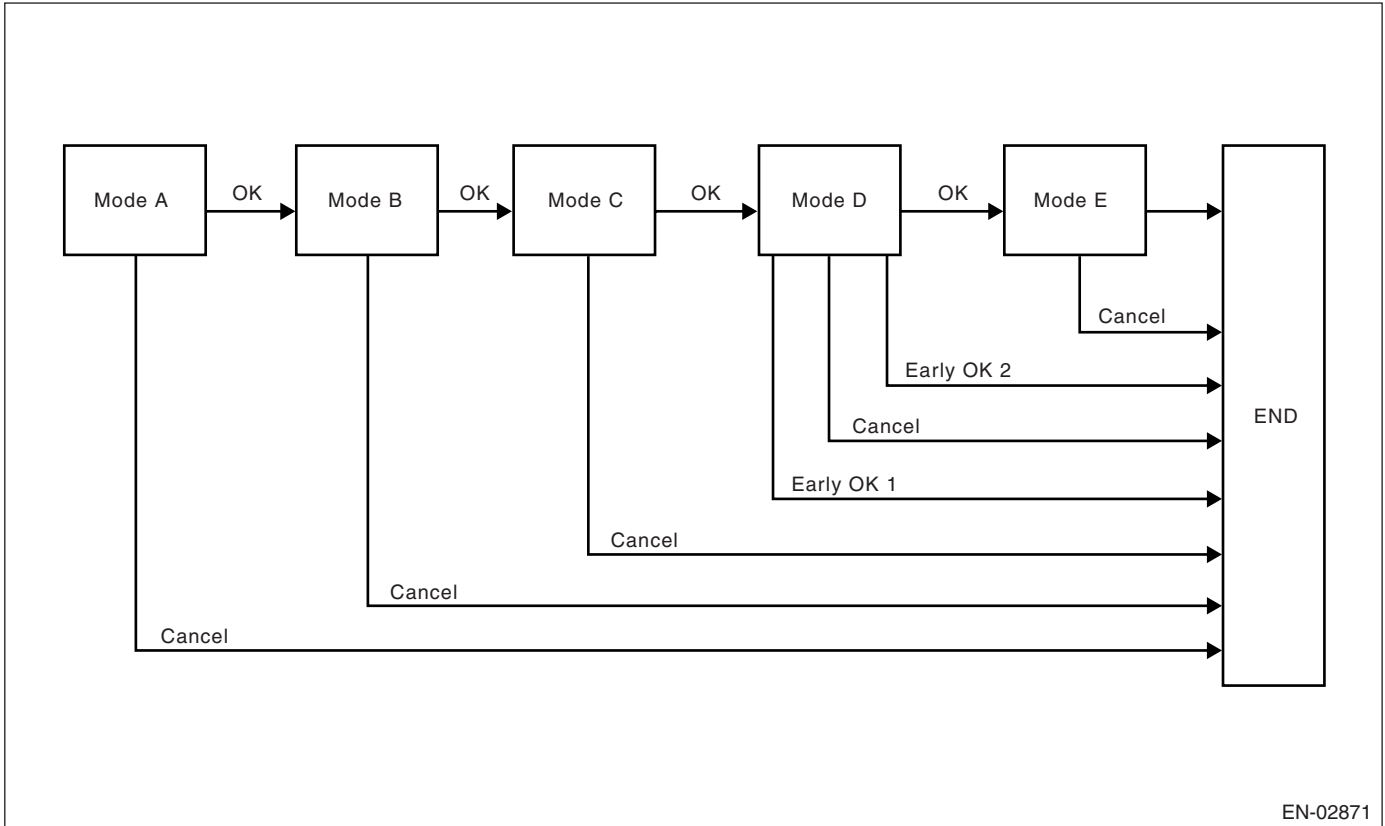 Mode A
OK
Mode B
OK
Mode C
OK
Mode D
OK
Mode E
Cancel
Early OK 2
Cancel
END
Early OK 1
Cancel
Cancel
Cancel
EN-02871